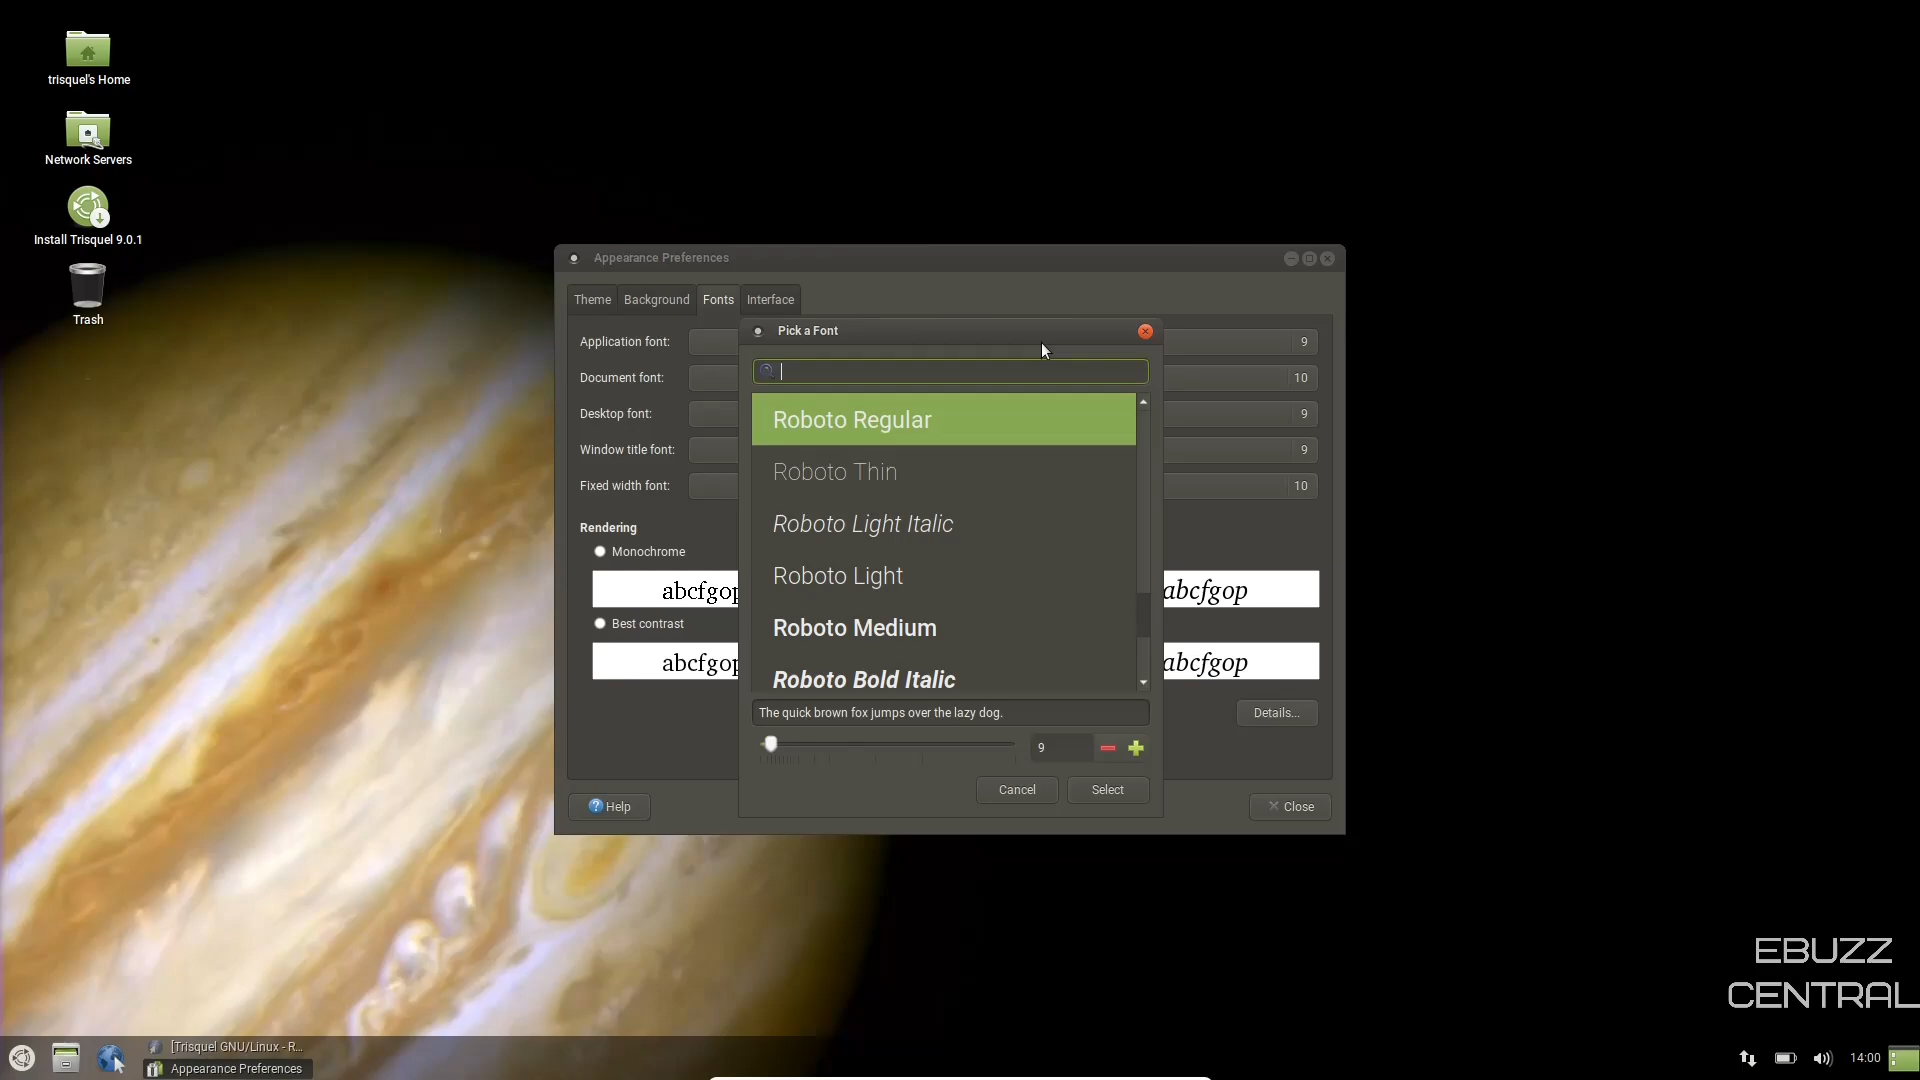 trisquel's Home
Network Servers
Install Trisquel 9.0.1
Trash
Appearance Preferences
Theme Background Fonts Interface
Application font: 9
Document font: 10
Desktop font: 9
Window title font: 9
Fixed width font: 10
Rendering
Monochrome
abcfgop abcfgop
Best contrast
abcfgop abcfgop
Details...
Help
Close
Pick a Font
Roboto Regular
Roboto Thin
Roboto Light Italic
Roboto Light
Roboto Medium
Roboto Bold Italic
The quick brown fox jumps over the lazy dog.
9
Cancel Select
EBUZZ
CENTRAL
[Trisquel GNU/Linux - R...
Appearance Preferences
14:00